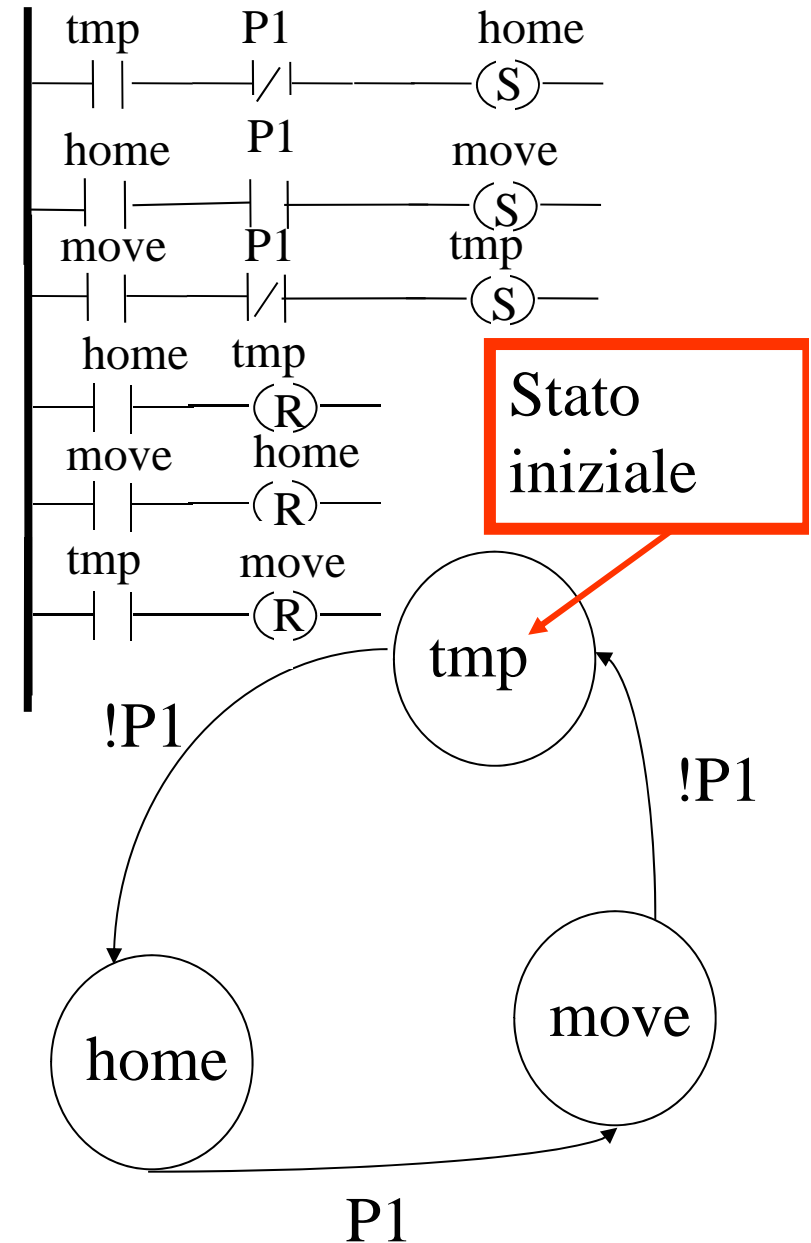 tmp P1 home
S
home P1 move
S
move P1 tmp
S
home tmp
R
move home
R
tmp move
R
Stato
iniziale
tmp
!P1
!P1
home
move
P1